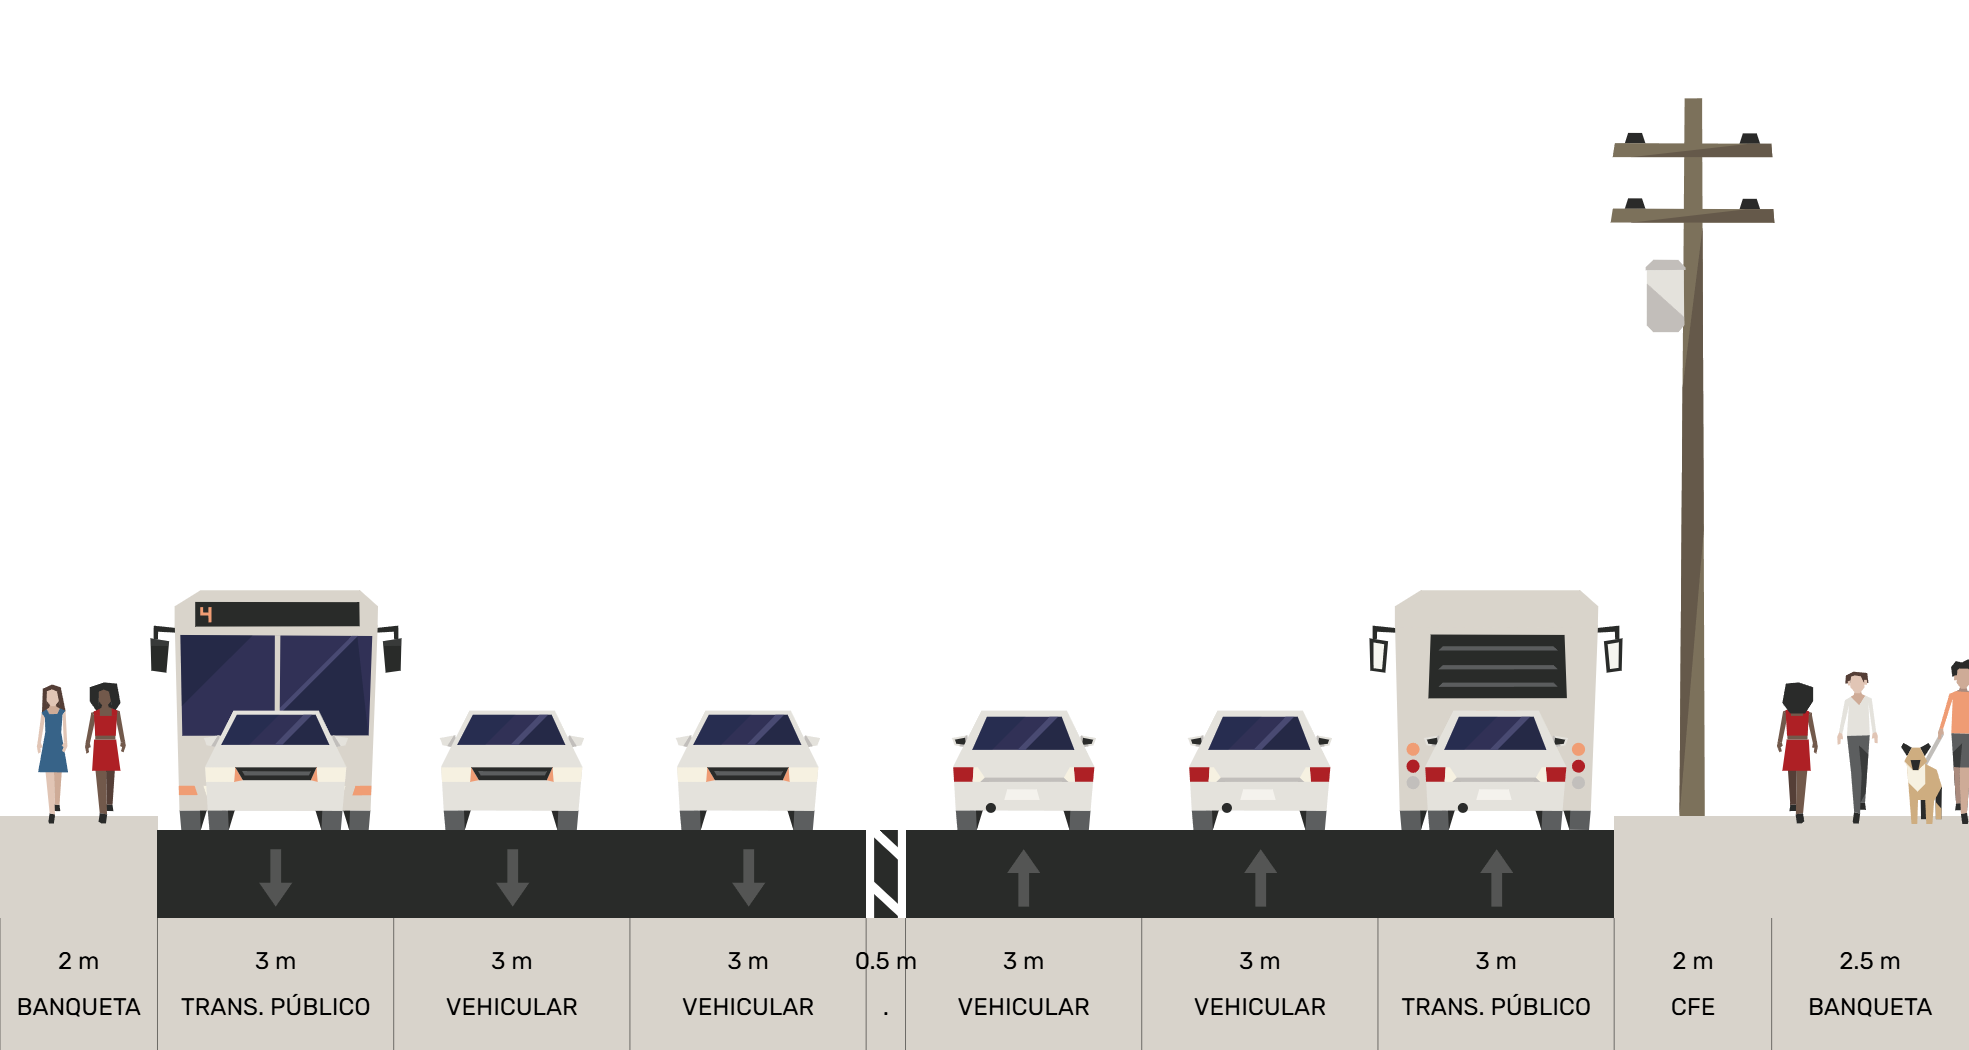 4
2 m
BANQUETA
3 m
TRANS. PÚBLICO
3 m
VEHICULAR
3 m
VEHICULAR
0.5 m
.
3 m
VEHICULAR
3 m
VEHICULAR
3 m
TRANS. PÚBLICO
2 m
CFE
2.5 m
BANQUETA